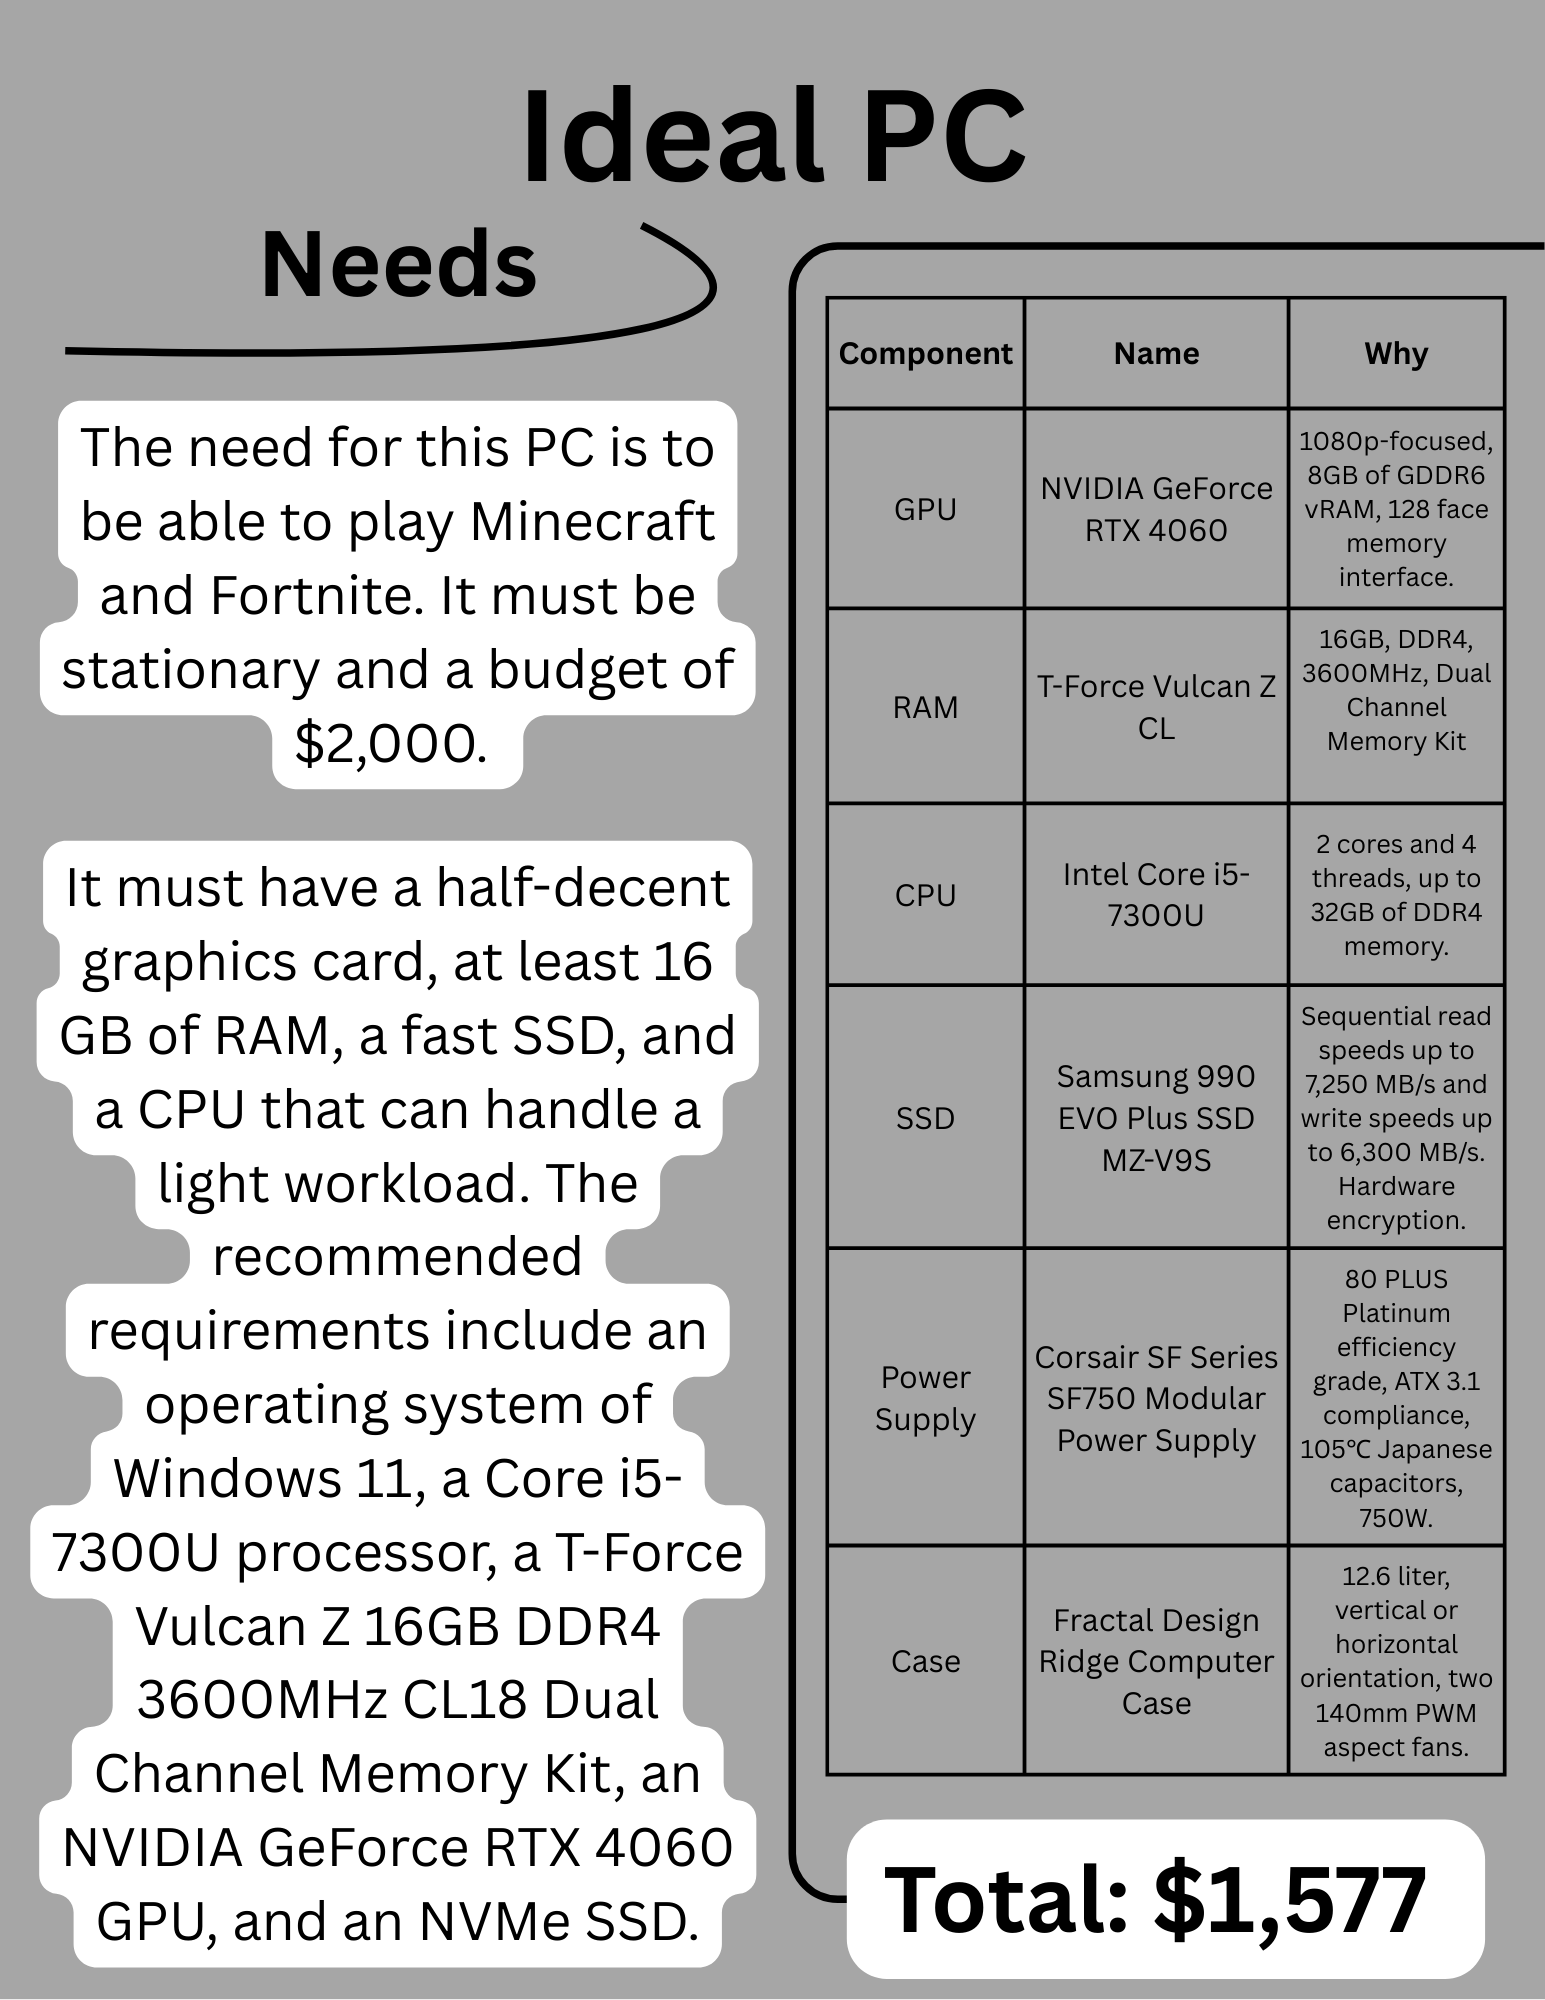 Ideal PC
Needs
The need for this PC is to
be able to play Minecraft
and Fortnite. It must be
stationary and a budget of
$2,000.
It must have a half-decent
graphics card, at least 16
GB of RAM, a fast SSD, and
a CPU that can handle a
light workload. The
recommended
requirements include an
operating system of
Windows 11, a Core i5-
7300U processor, a T-Force
Vulcan Z 16GB DDR4
3600MHz CL18 Dual
Channel Memory Kit, an
NVIDIA GeForce RTX 4060
GPU, and an NVMe SSD.
Component
Name
Why
GPU
NVIDIA GeForce
RTX 4060
1080p-focused,
8GB of GDDR6
vRAM, 128 face
memory
interface.
RAM
T-Force Vulcan Z
CL
16GB, DDR4,
3600MHz, Dual
Channel
Memory Kit
CPU
Intel Core i5-
7300U
2 cores and 4
threads, up to
32GB of DDR4
memory.
SSD
Samsung 990
EVO Plus SSD
MZ-V9S
Sequential read
speeds up to
7,250 MB/s and
write speeds up
to 6,300 MB/s.
Hardware
encryption.
Power
Supply
Corsair SF Series
SF750 Modular
Power Supply
80 PLUS
Platinum
efficiency
grade, ATX 3.1
compliance,
105°C Japanese
capacitors,
750W.
Case
Fractal Design
Ridge Computer
Case
12.6 liter,
vertical or
horizontal
orientation, two
140mm PWM
aspect fans.
Total: $1,577